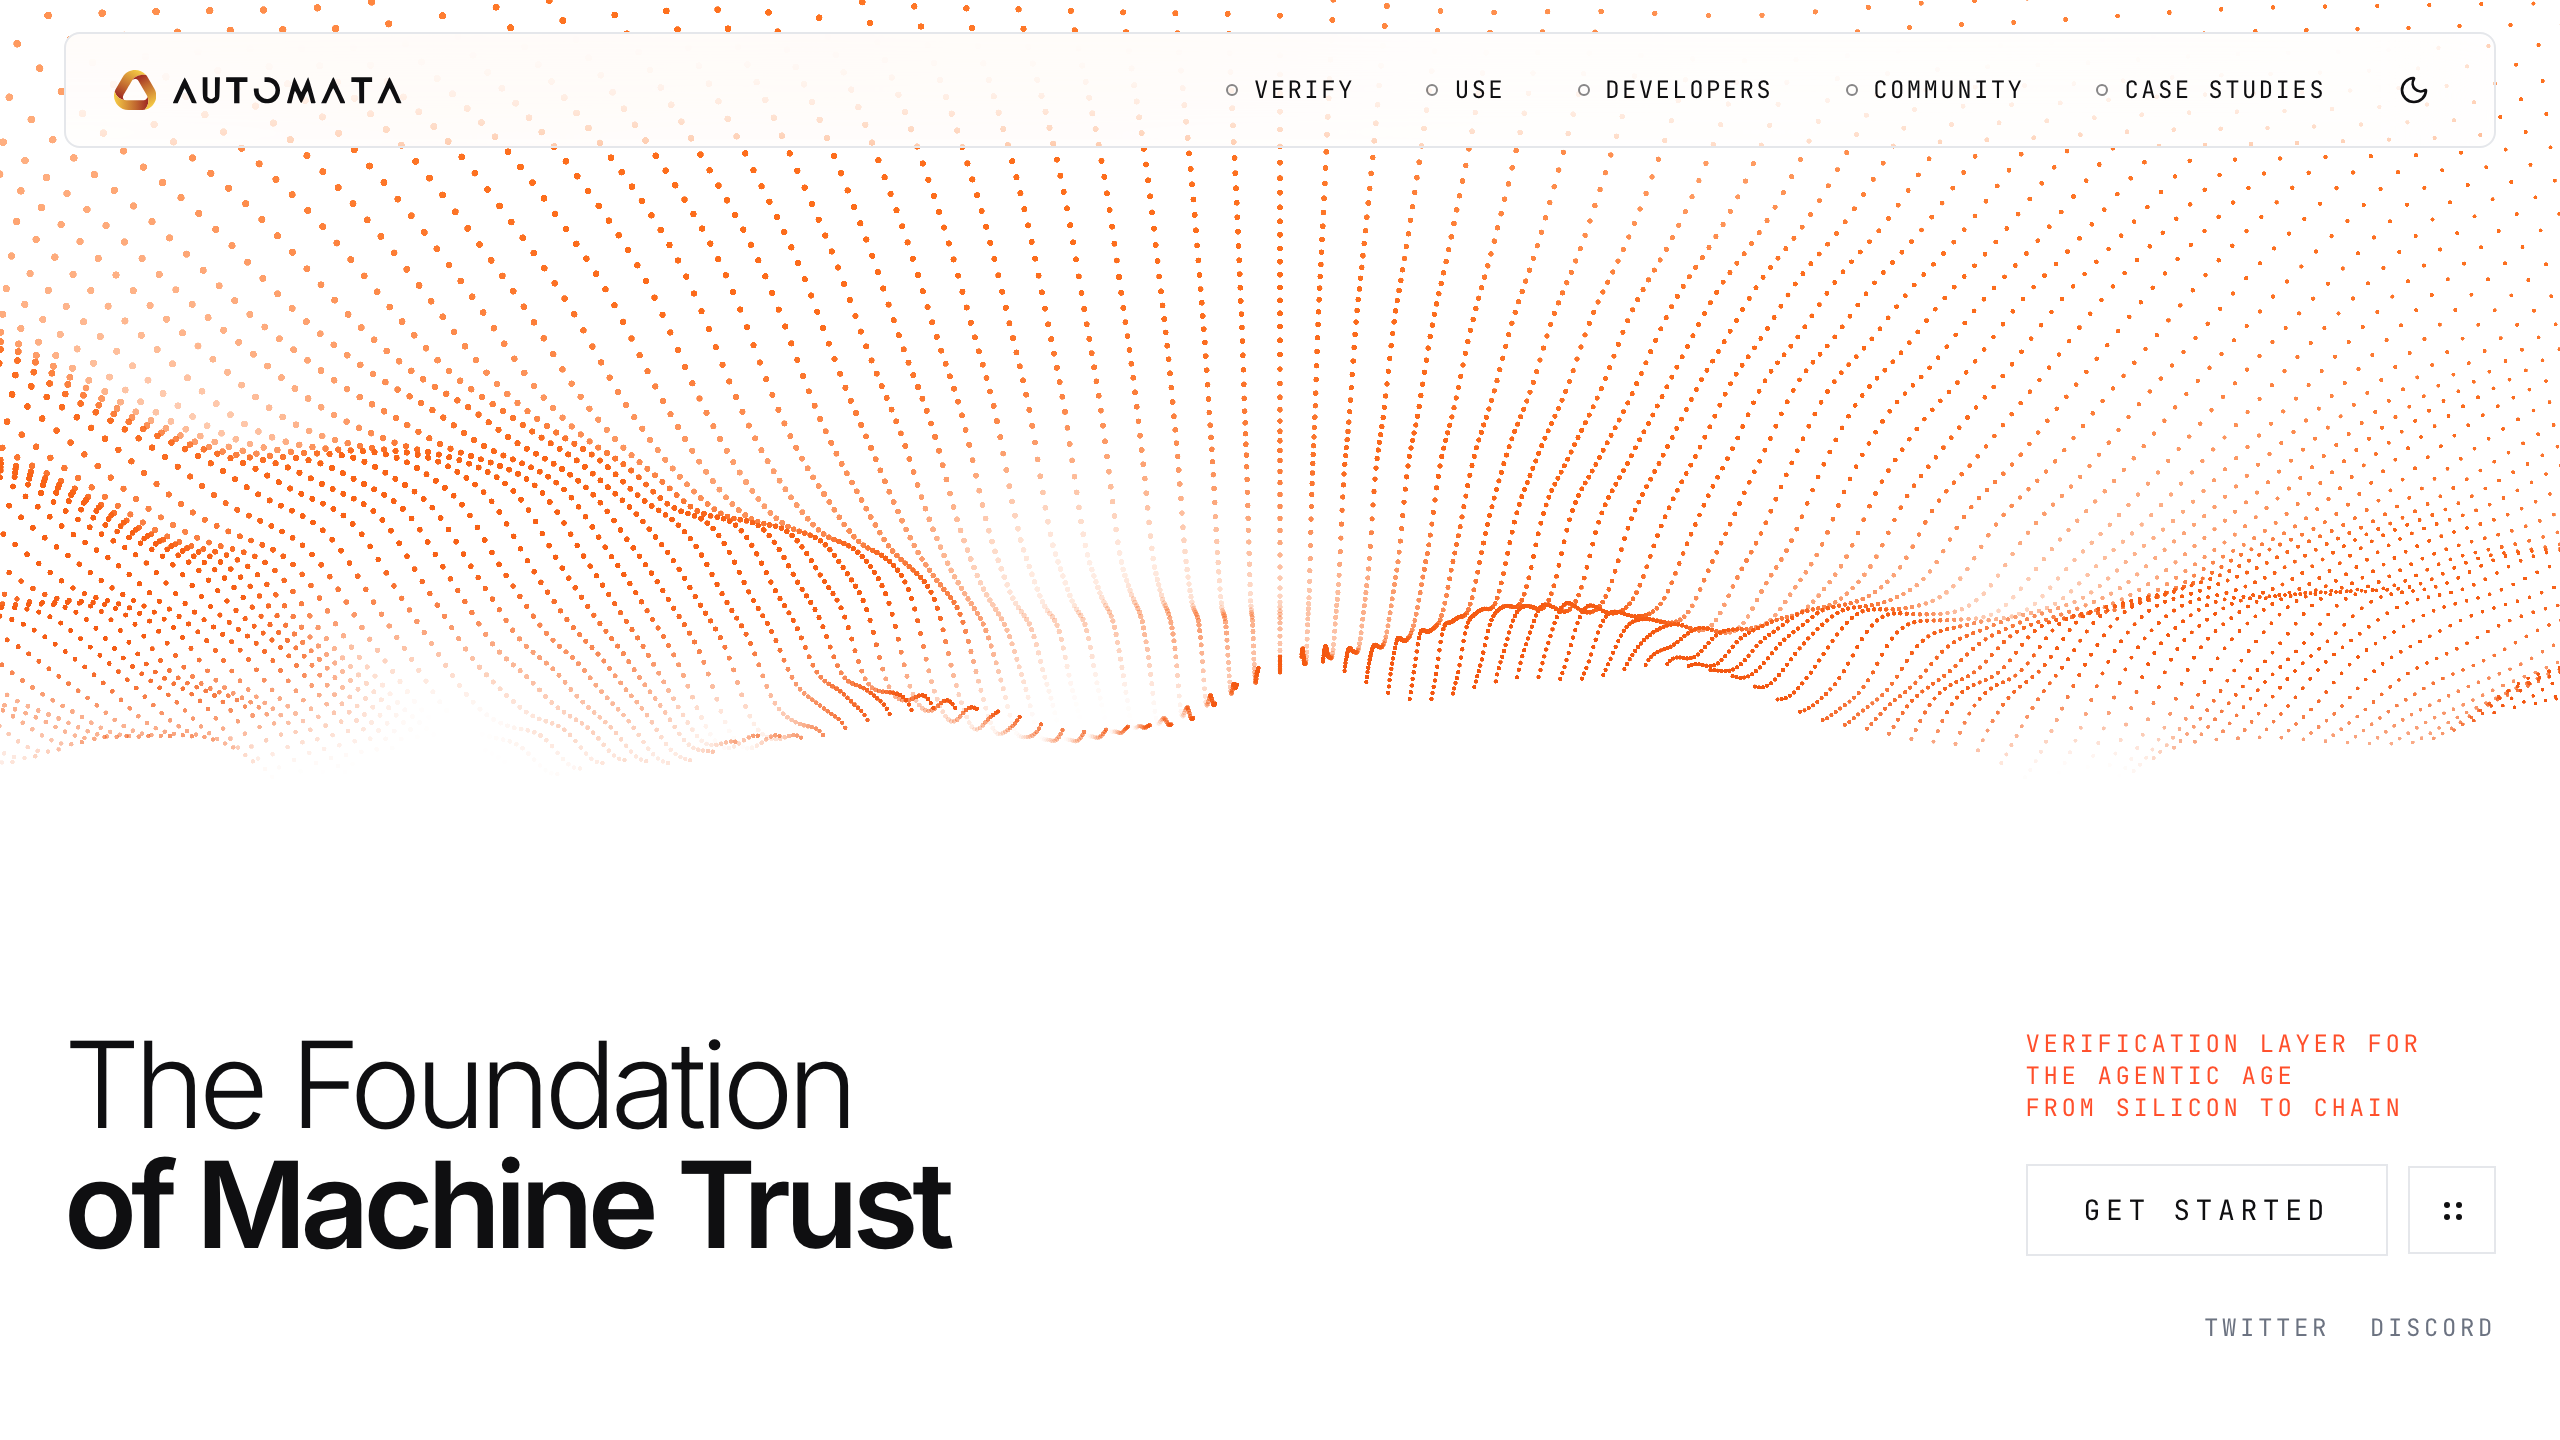 AUTOMATA
VERIFY
USE
DEVELOPERS
COMMUNITY
CASE STUDIES
The Foundation
of Machine Trust
VERIFICATION LAYER FOR
THE AGENTIC AGE
FROM SILICON TO CHAIN
GET STARTED
TWITTER
DISCORD